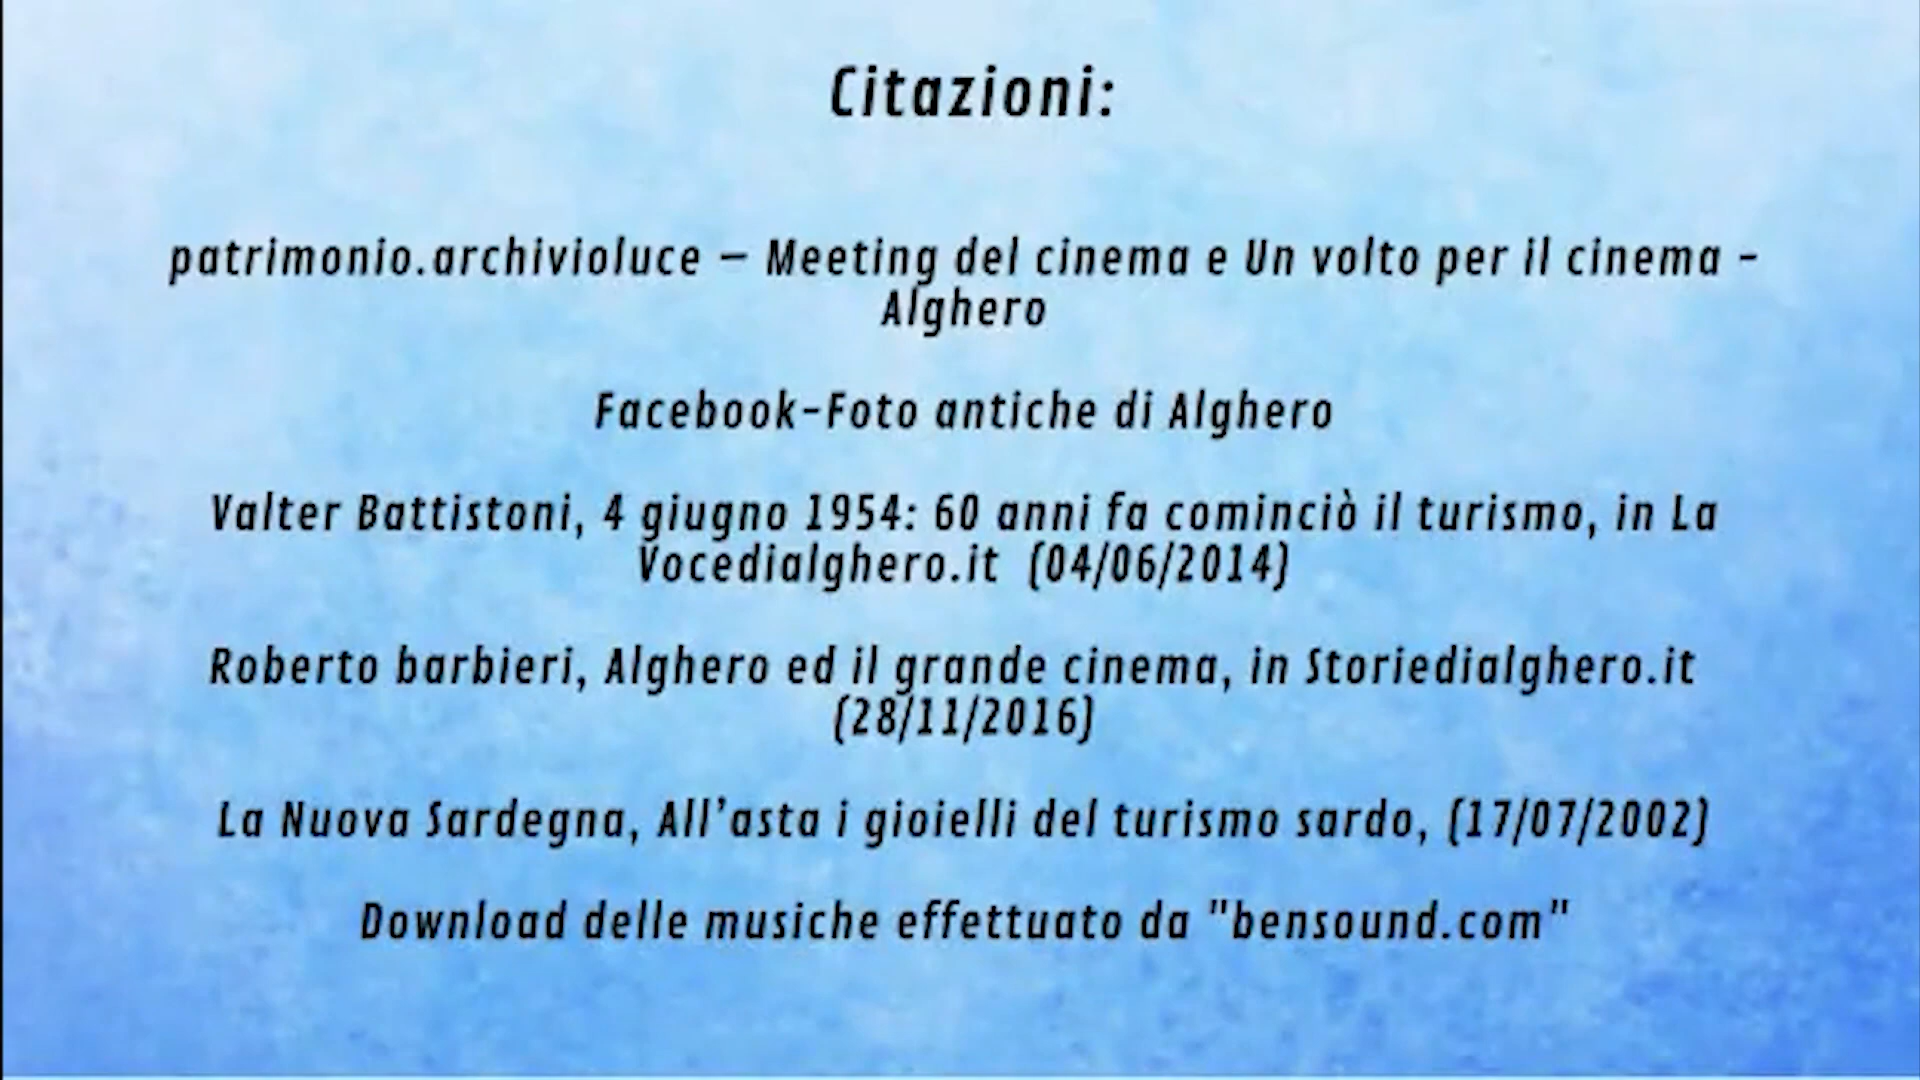 Citazioni:
patrimonio.archivioluce – Meeting del cinema e Un volto per il cinema -
Alghero
Facebook-Foto antiche di Alghero
Valter Battistoni, 4 giugno 1954: 60 anni fa cominciò il turismo, in La
Vocedialghero.it (04/06/2014)
Roberto barbieri, Alghero ed il grande cinema, in Storiedialghero.it
(28/11/2016)
La Nuova Sardegna, All'asta i gioielli del turismo sardo, (17/07/2002)
Download delle musiche effettuato da "bensound.com"